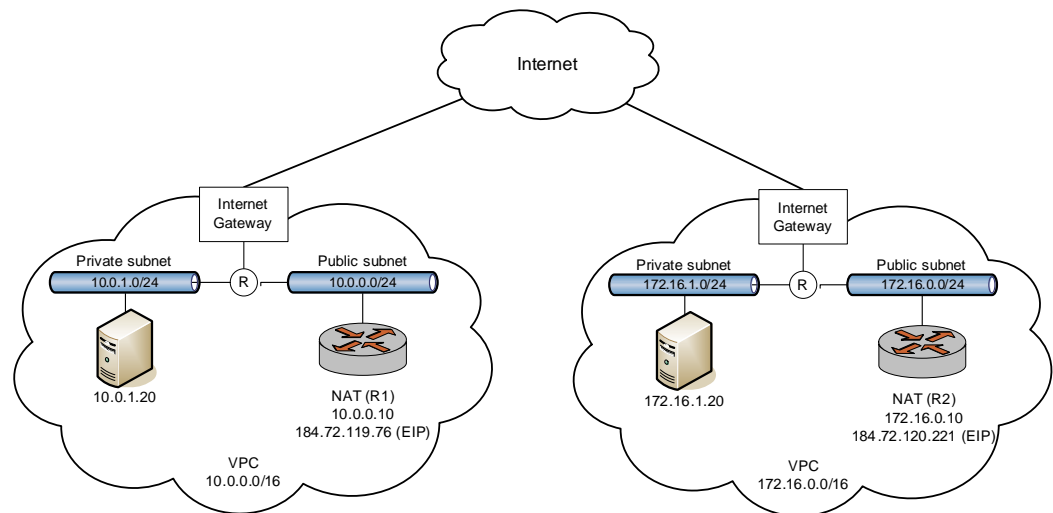 Internet
Internet
Gateway
Private subnet
10.0.1.0/24
R
Public subnet
10.0.0.0/24
10.0.1.20
NAT (R1)
10.0.0.10
184.72.119.76 (EIP)
VPC
10.0.0.0/16
Internet
Gateway
Private subnet
172.16.1.0/24
R
Public subnet
172.16.0.0/24
172.16.1.20
NAT (R2)
172.16.0.10
184.72.120.221 (EIP)
VPC
172.16.0.0/16